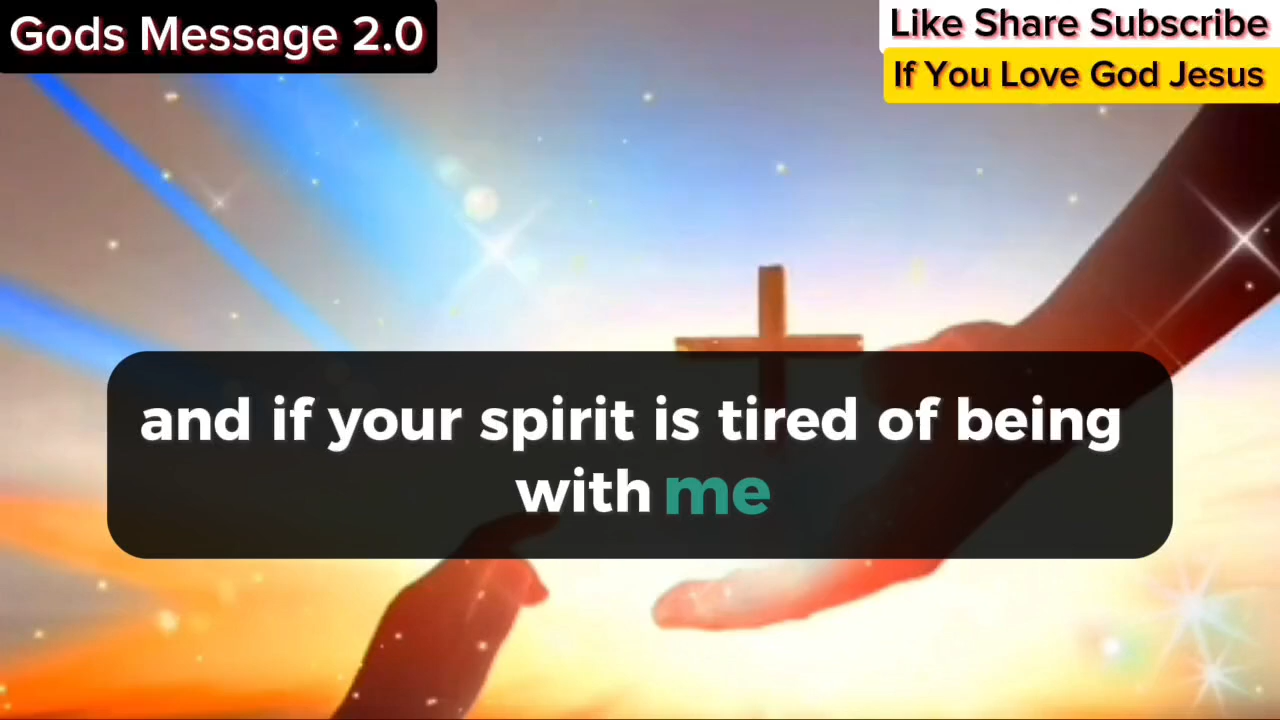 Gods Message 2.0
Like Share Subscribe
If You Love God Jesus
and if your spirit is tired of being
with me